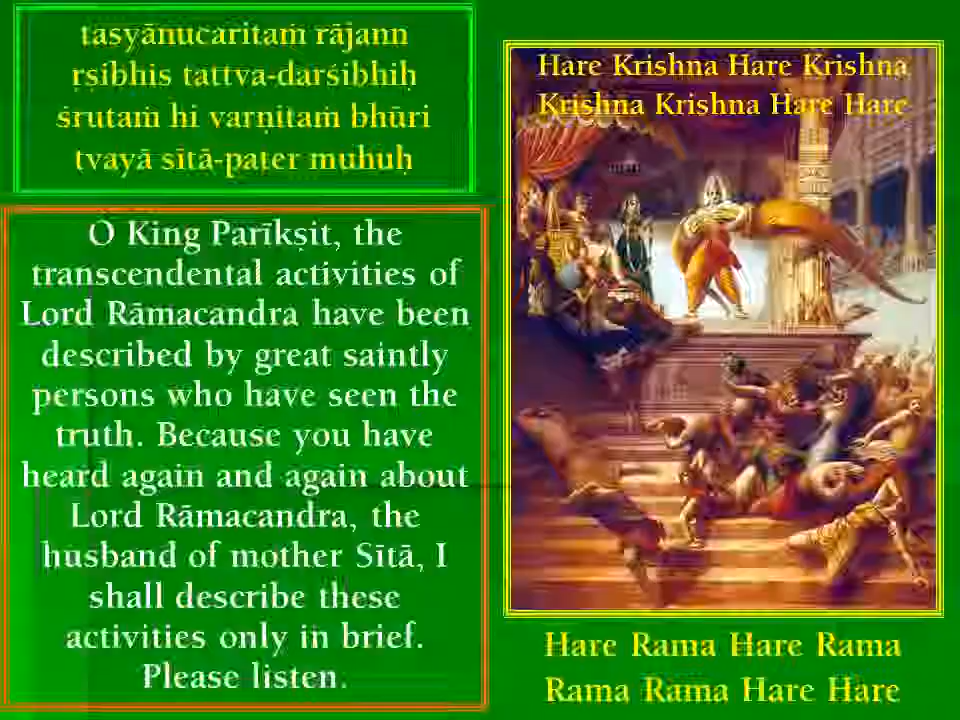 tasyānucaritaṁ rājann
ṛṣibhis tattva-darśibhiḥ
śrutaṁ hi varṇitaṁ bhūri
tvayā sītā-pater muhuḥ
O King Parīkṣit, the
transcendental activities of
Lord Rāmacandra have been
described by great saintly
persons who have seen the
truth. Because you have
heard again and again about
Lord Rāmacandra, the
husband of mother Sītā, I
shall describe these
activities only in brief.
Please listen.
Hare Krishna Hare Krishna
Krishna Krishna Hare Hare
Hare Rama Hare Rama
Rama Rama Hare Hare